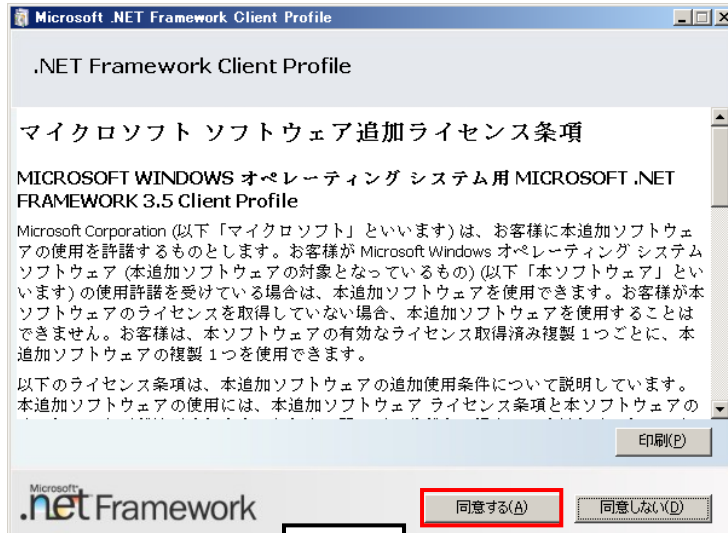 Microsoft .NET Framework Client Profile
.NET Framework Client Profile
マイクロソフト ソフトウェア追加ライセンス条項
MICROSOFT WINDOWS オペレーティング システム用 MICROSOFT .NET
FRAMEWORK 3.5 Client Profile
Microsoft Corporation (以下「マイクロソフト」といいます) は、お客様に本追加ソフトウェ
アの使用を許諾するものとします。お客様が Microsoft Windows オペレーティング システム
ソフトウェア (本追加ソフトウェアの対象となっているもの) (以下「本ソフトウェア」とい
います) の使用許諾を受けている場合は、本追加ソフトウェアを使用できます。お客様が本
ソフトウェアのライセンスを取得していない場合、本追加ソフトウェアを使用することは
できません。お客様は、本ソフトウェアの有効なライセンス取得済み複製 1 つごとに、本
追加ソフトウェアの複製 1 つを使用できます。
以下のライセンス条項は、本追加ソフトウェアの追加使用条件について説明しています。
本追加ソフトウェアの使用には、本追加ソフトウェア ライセンス条項と本ソフトウェアの
印刷(P)
Microsoft
.net Framework
同意する(A)
同意しない(D)